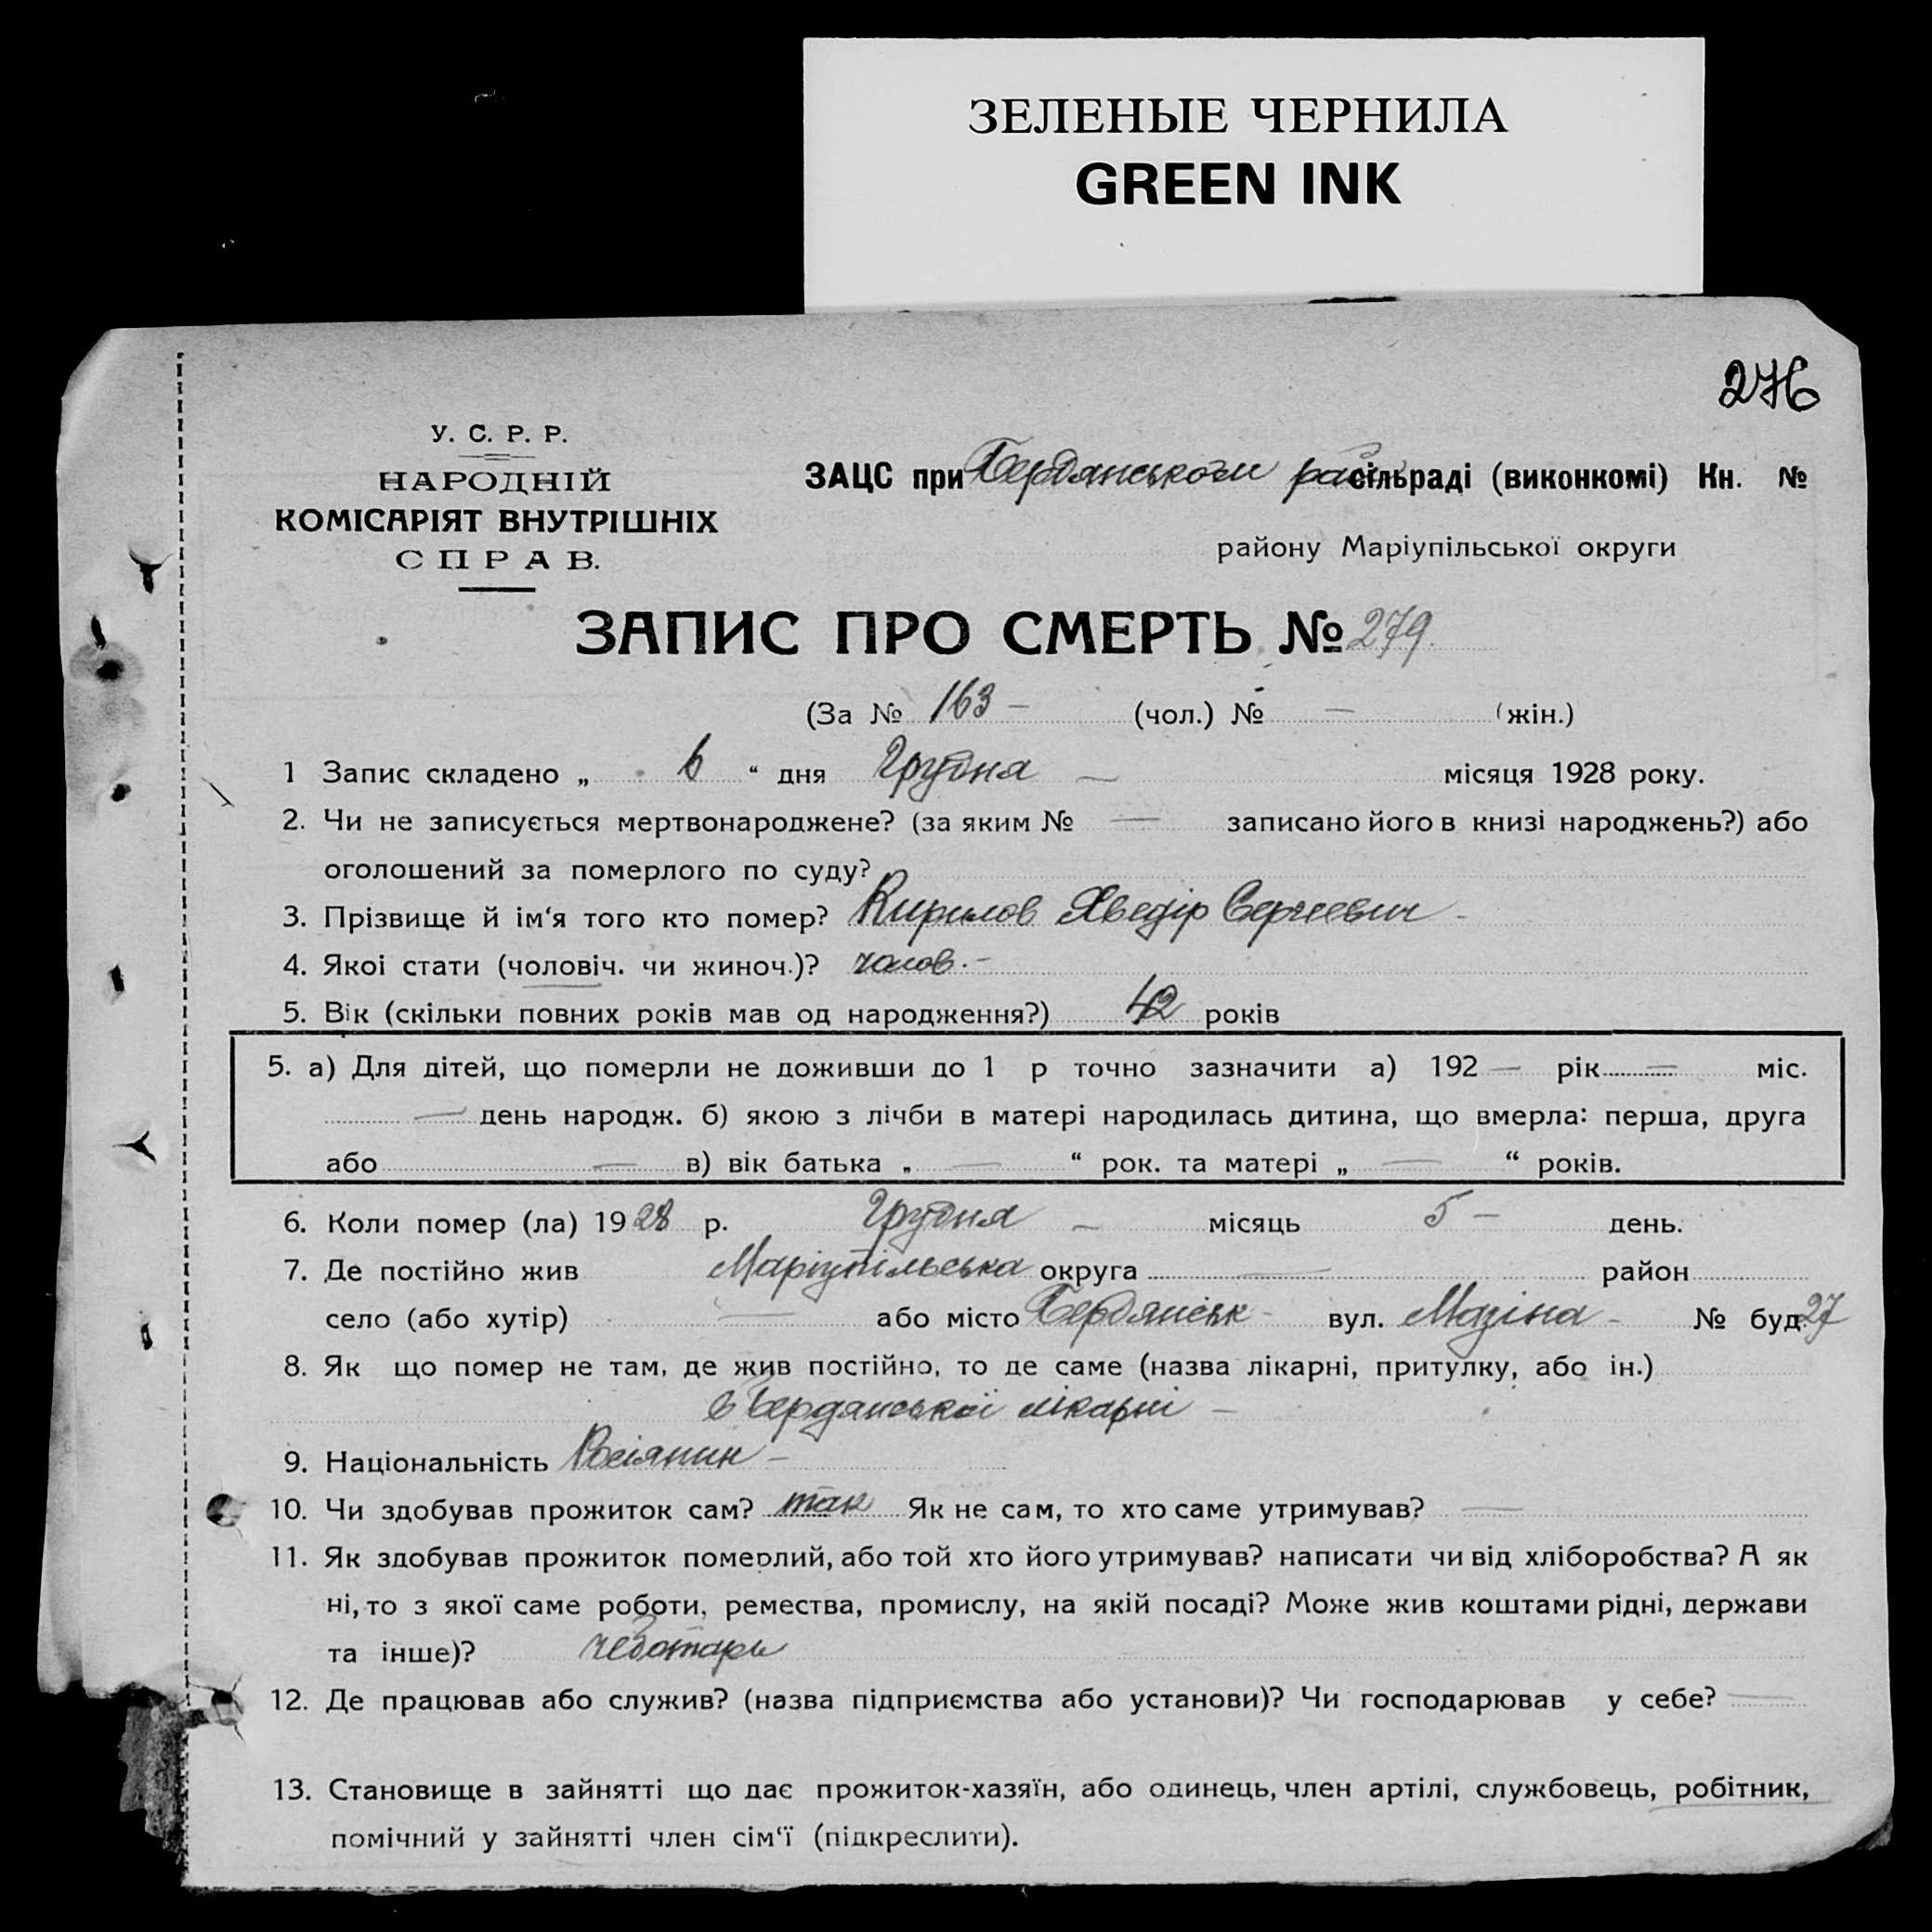 ЗЕЛЕНЫЕ ЧЕРНИЛА
GREEN INK
276
У. С. Р. Р.
НАРОДНІЙ
КОМІСАРІЯТ ВНУТРІШНІХ
СПРАВ.
ЗАЦС при Бердянськом рай сільраді (виконкомі) Кн. №
району Маріупільської округи
ЗАПИС ПРО СМЕРТЬ № 279.
(За № 163 — (чол.) № — (жін.)
1 Запис складено „ 6 “ дня Грудня — місяця 1928 року.
2. Чи не записується мертвонароджене? (за яким № — записано його в книзі народжень?) або
оголошений за померлого по суду?
3. Прізвище й ім‘я того кто помер? Кирилов Хведір Сергієвич -
4. Якоі стати (чоловіч. чи жиноч.)? чолов. -
5. Вік (скільки повних років мав од народження?) 42 років
5. а) Для дітей, що померли не доживши до 1 р точно зазначити а) 192 — рік — міс.
— день народж. б) якою з лічби в матері народилась дитина, що вмерла: перша, друга
або — в) вік батька „ — “ рок. та матері „ — “ років.
6. Коли помер (ла) 1928 р. Грудня — місяць 5 — день.
7. Де постійно жив Маріупільська округа — район
село (або хутір) — або місто Бердянськ - вул. Мазіна - № буд 27
8. Як що помер не там, де жив постійно, то де саме (назва лікарні, притулку, або ін.)
в Бердянської лікарні —
9. Національність Росіянин —
10. Чи здобував прожиток сам? так Як не сам, то хто саме утримував? —
11. Як здобував прожиток померлий, або той хто його утримував? написати чи від хліборобства? А як
ні, то з якої саме роботи, ремества, промислу, на якій посаді? Може жив коштами рідні, держави
та інше)? чеботарь
12. Де працював або служив? (назва підприємства або установи)? Чи господарював у себе? —
13. Становище в зайнятті що дає прожиток-хазяїн, або одинець, член артілі, службовець, робітник,
помічний у зайнятті член сім‘ї (підкреслити).